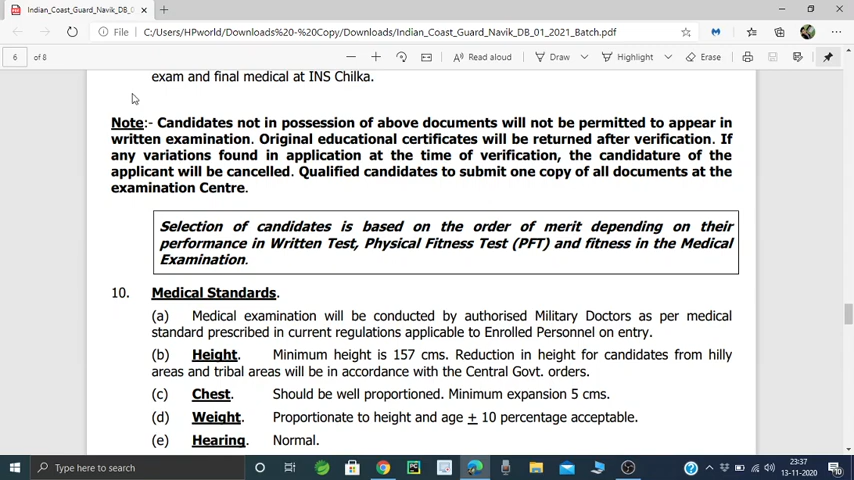 Indian_Coast_Guard_Navik_DB_0
File
C:/Users/HPworld/Downloads%20-%20Copy/Downloads/Indian_Coast_Guard_Navik_DB_01_2021_Batch.pdf
6 of 8
Read aloud
Draw
Highlight
Erase
exam and final medical at INS Chilka.
Note:- Candidates not in possession of above documents will not be permitted to appear in
written examination. Original educational certificates will be returned after verification. If
any variations found in application at the time of verification, the candidature of the
applicant will be cancelled. Qualified candidates to submit one copy of all documents at the
examination Centre.
Selection of candidates is based on the order of merit depending on their
performance in Written Test, Physical Fitness Test (PFT) and fitness in the Medical
Examination.
10. Medical Standards.
(a) Medical examination will be conducted by authorised Military Doctors as per medical
standard prescribed in current regulations applicable to Enrolled Personnel on entry.
(b) Height. Minimum height is 157 cms. Reduction in height for candidates from hilly
areas and tribal areas will be in accordance with the Central Govt. orders.
(c) Chest. Should be well proportioned. Minimum expansion 5 cms.
(d) Weight. Proportionate to height and age ± 10 percentage acceptable.
(e) Hearing. Normal.
Type here to search
23:37
13-11-2020